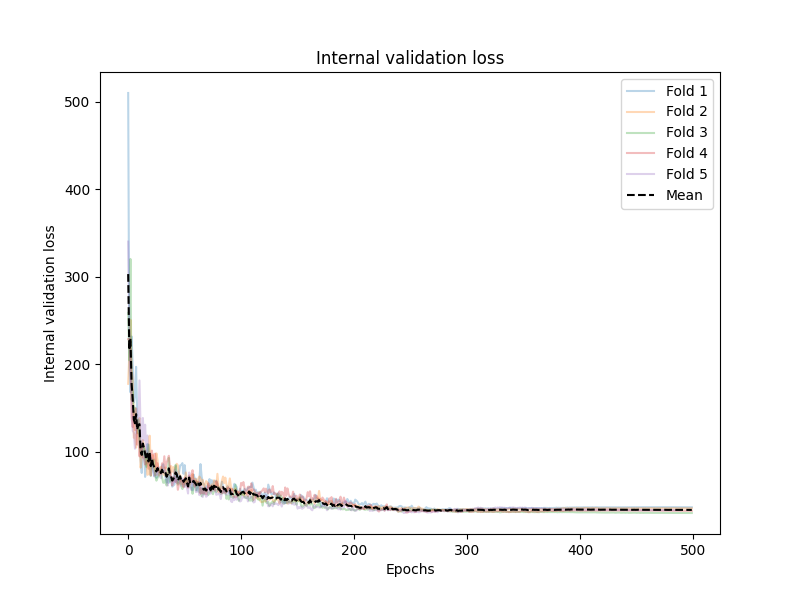 Internal validation loss
500
400
300
200
100
Internal validation loss
0
100
200
300
400
500
Epochs
Fold 1
Fold 2
Fold 3
Fold 4
Fold 5
Mean